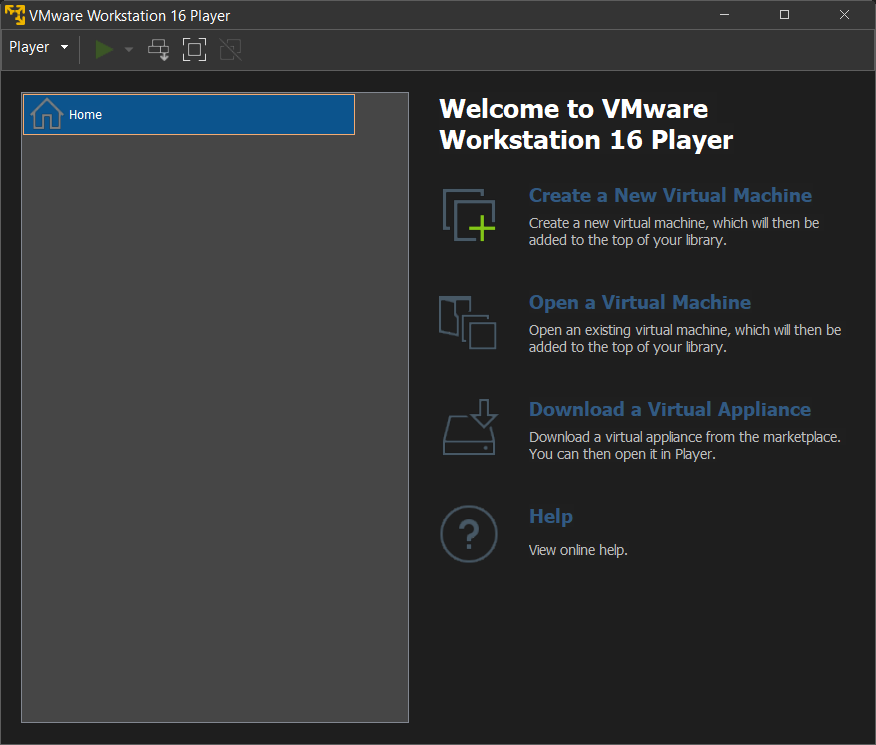 VMware Workstation 16 Player
Player
Home
Welcome to VMware
Workstation 16 Player
Create a New Virtual Machine
Create a new virtual machine, which will then be
added to the top of your library.
Open a Virtual Machine
Open an existing virtual machine, which will then be
added to the top of your library.
Download a Virtual Appliance
Download a virtual appliance from the marketplace.
You can then open it in Player.
?
Help
View online help.